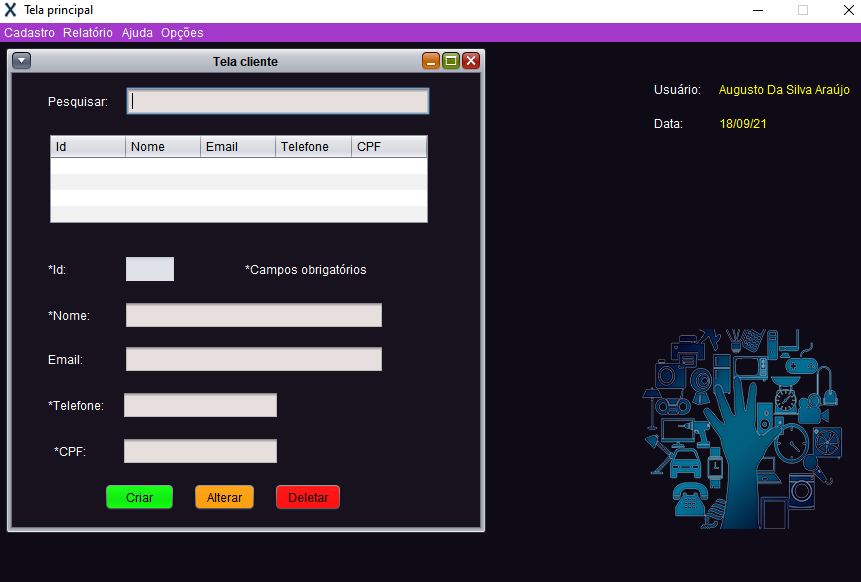 Tela principal
Cadastro Relatório Ajuda Opções
Tela cliente
Pesquisar:
Id Nome Email Telefone CPF
*Id: *Campos obrigatórios
*Nome:
Email:
*Telefone:
*CPF:
Criar Alterar Deletar
Usuário: Augusto Da Silva Araújo
Data: 18/09/21